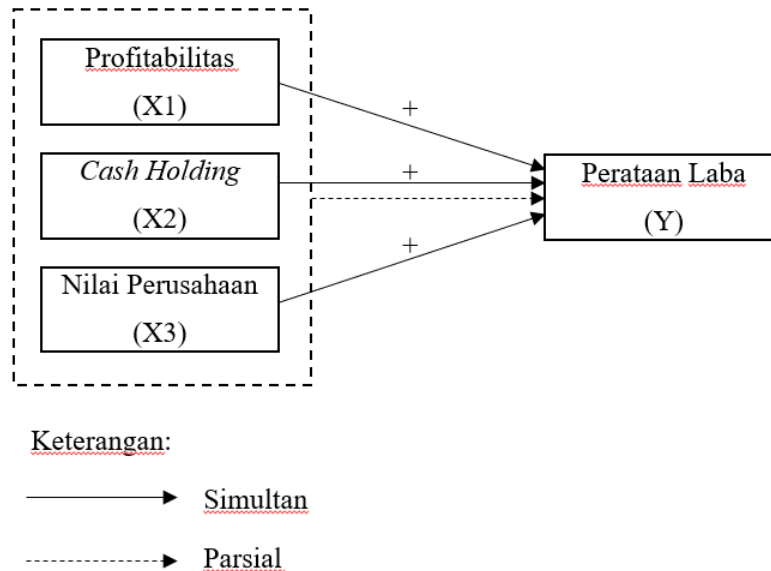 Profitabilitas
(X1)
+
Cash Holding
(X2)
+
Perataan Laba
(Y)
+
Nilai Perusahaan
(X3)
Keterangan:
Simultan
Parsial